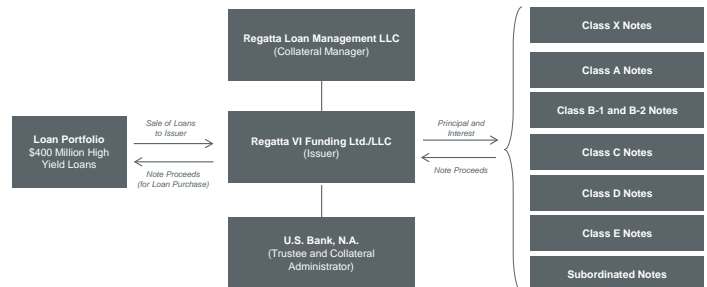 Regatta Loan Management LLC
(Collateral Manager)
Loan Portfolio
$400 Million High
Yield Loans
Sale of Loans
to Issuer
Note Proceeds
(for Loan Purchase)
Regatta VI Funding Ltd./LLC
(Issuer)
Principal and
Interest
Note Proceeds
U.S. Bank, N.A.
(Trustee and Collateral
Administrator)
Class X Notes
Class A Notes
Class B-1 and B-2 Notes
Class C Notes
Class D Notes
Class E Notes
Subordinated Notes